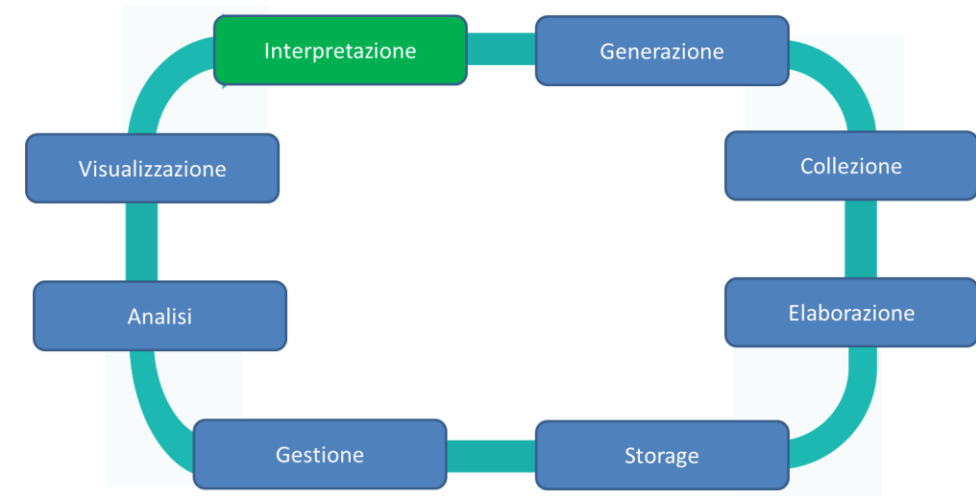 Interpretazione
Generazione
Visualizzazione
Collezione
Analisi
Elaborazione
Gestione
Storage